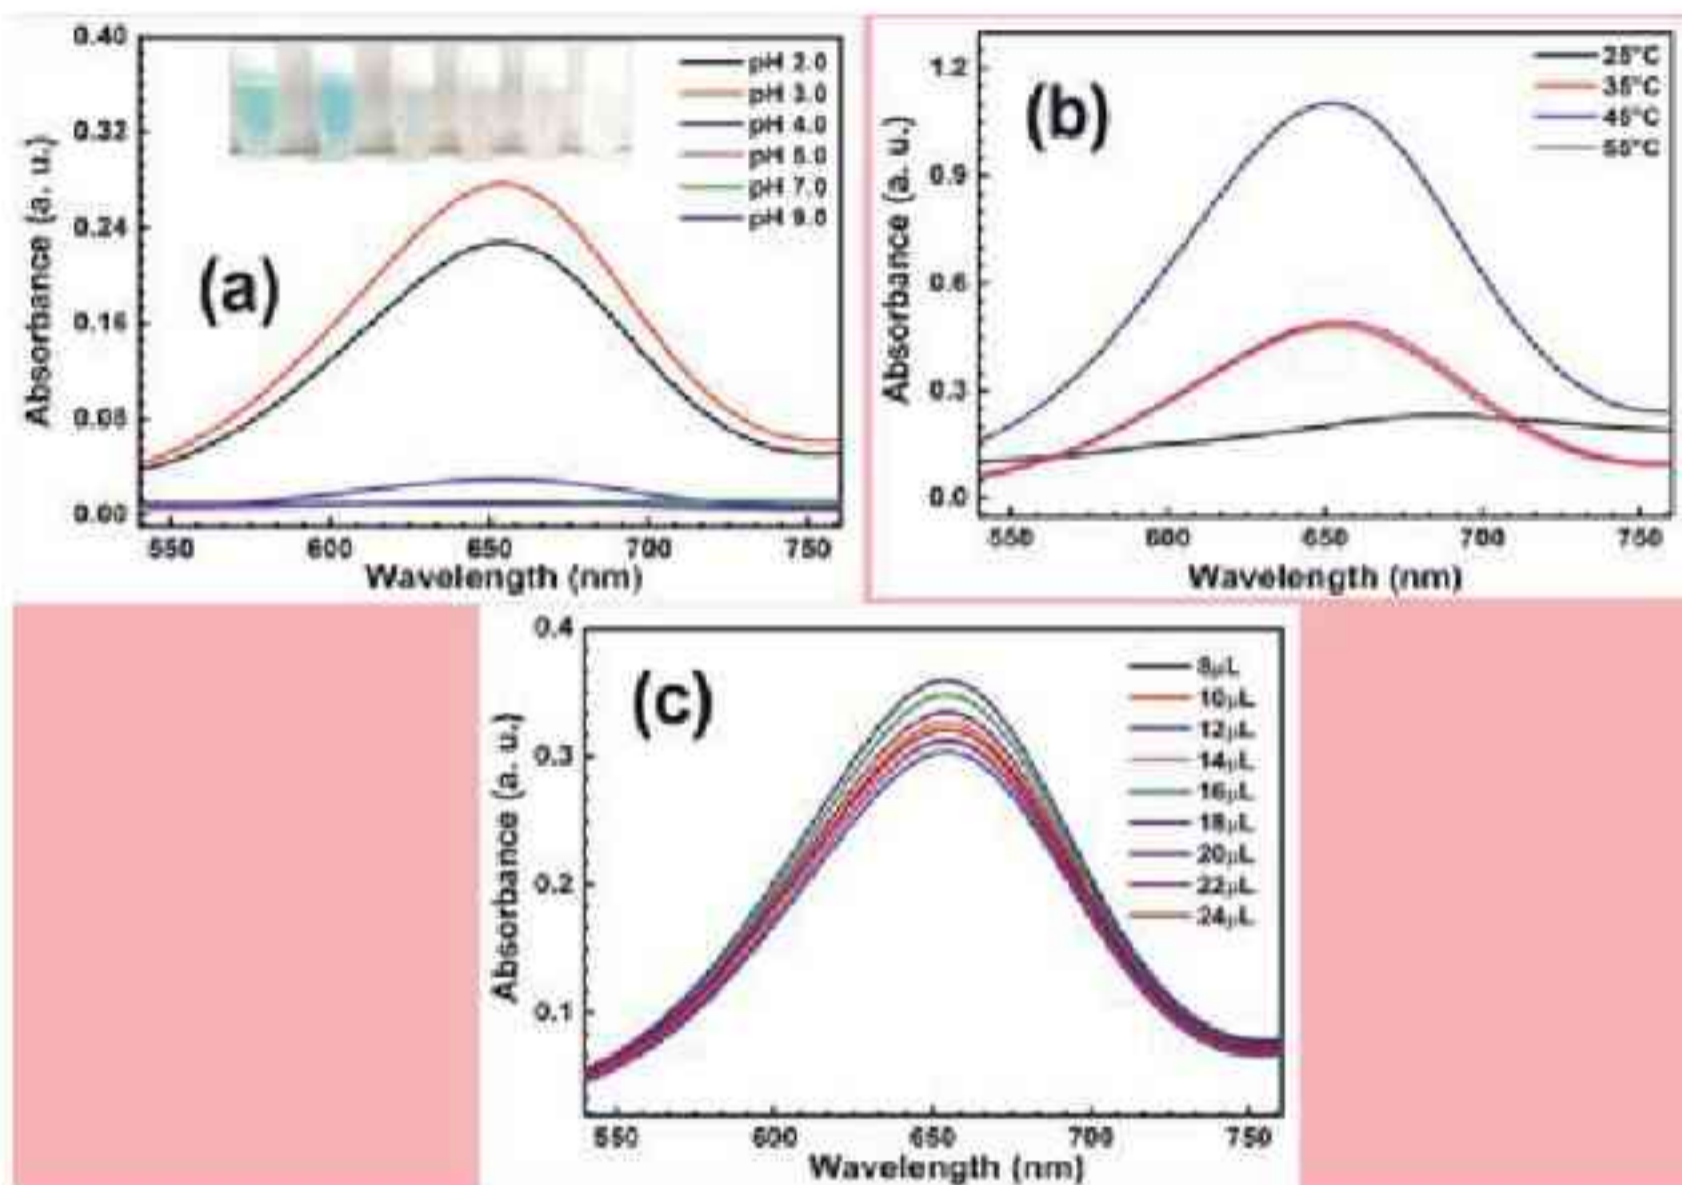 0.40
0.32
0.24
0.16
0.08
0.00
Absorbance (a. u.)
(a)
pH 2.0
pH 3.0
pH 4.0
pH 5.0
pH 7.0
pH 9.0
550 600 650 700 750
Wavelength (nm)
1.2
0.9
0.6
0.3
0.0
Absorbance (a. u.)
(b)
25°C
35°C
45°C
55°C
550 600 650 700 750
Wavelength (nm)
0.4
0.3
0.2
0.1
Absorbance (a. u.)
(c)
8μL
10μL
12μL
14μL
16μL
18μL
20μL
22μL
24μL
550 600 650 700 750
Wavelength (nm)